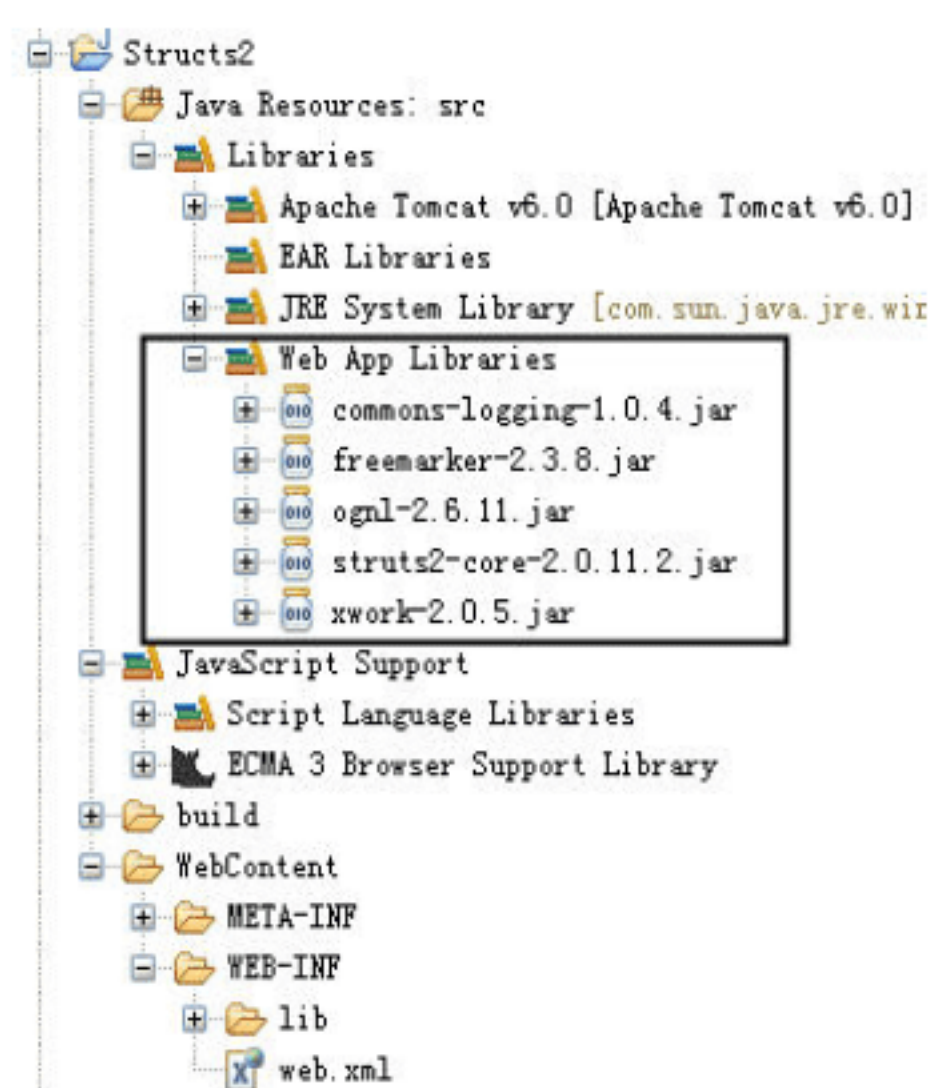 Structs2
Java Resources: src
Libraries
Apache Tomcat v6.0 [Apache Tomcat v6.0]
EAR Libraries
JRE System Library [com.sun.java.jre.win
Web App Libraries
commons-logging-1.0.4.jar
freemarker-2.3.8.jar
ognl-2.6.11.jar
struts2-core-2.0.11.2.jar
xwork-2.0.5.jar
JavaScript Support
Script Language Libraries
ECMA 3 Browser Support Library
build
WebContent
META-INF
WEB-INF
lib
web.xml